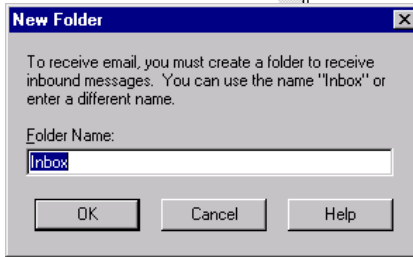 New Folder
To receive email, you must create a folder to receive
inbound messages. You can use the name "Inbox" or
enter a different name.
Folder Name:
Inbox
OK Cancel Help